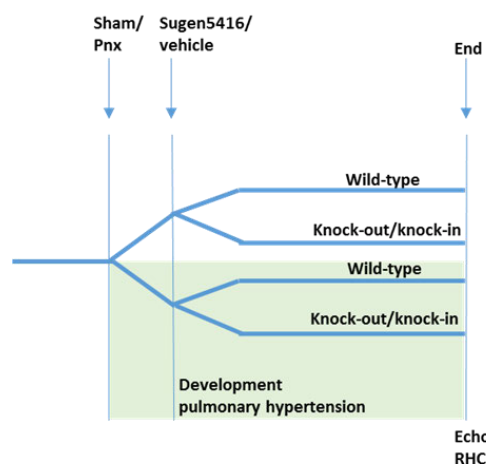 Sham/
Pnx
Sugen5416/
vehicle
End
Wild-type
Knock-out/knock-in
Wild-type
Knock-out/knock-in
Development
pulmonary hypertension
Echo
RHC